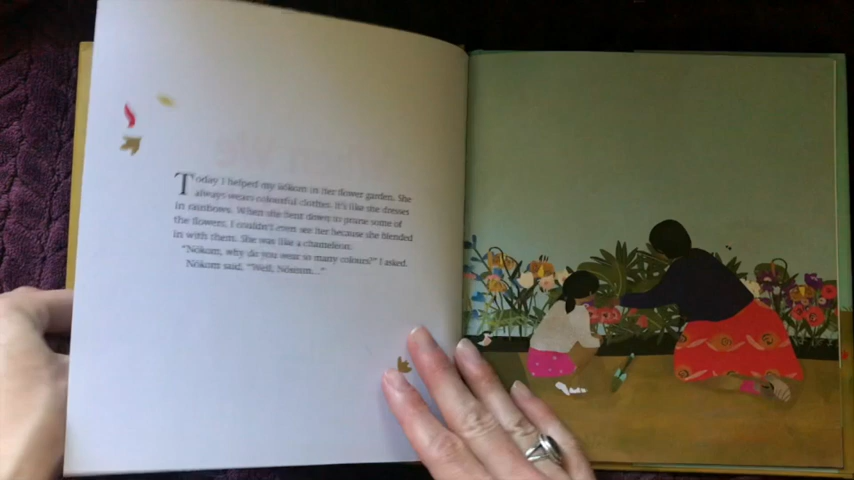 Today I helped my nôkom in her flower garden. She
always wears colourful clothes. It's like she dresses
in rainbows. When she bent down to prune some of
the flowers, I couldn't even see her because she blended
in with them. She was like a chameleon.
"Nôkom, why do you wear so many colours?" I asked.
Nôkom said, "Well, Nôsisim..."